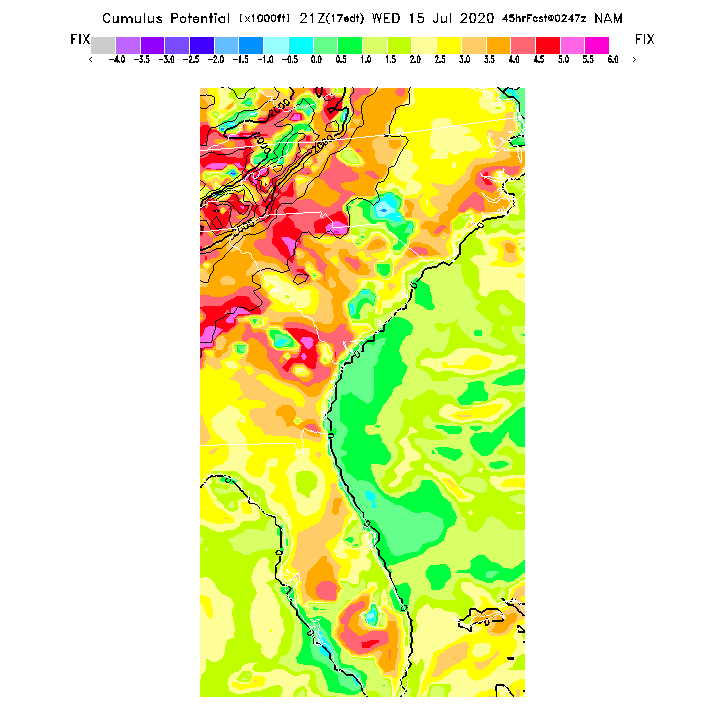 Cumulus Potential [x1000ft] 21Z(17edt) WED 15 Jul 2020 45hrFcst@0247z NAM
FIX FIX
< -4.0 -3.5 -3.0 -2.5 -2.0 -1.5 -1.0 -0.5 0.0 0.5 1.0 1.5 2.0 2.5 3.0 3.5 4.0 4.5 5.0 5.5 6.0 >
2000